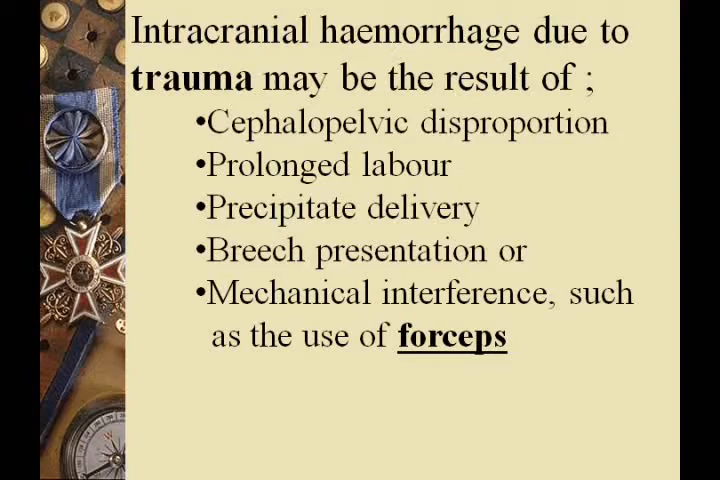 Intracranial haemorrhage due to
trauma may be the result of ;
•Cephalopelvic disproportion
•Prolonged labour
•Precipitate delivery
•Breech presentation or
•Mechanical interference, such
as the use of forceps